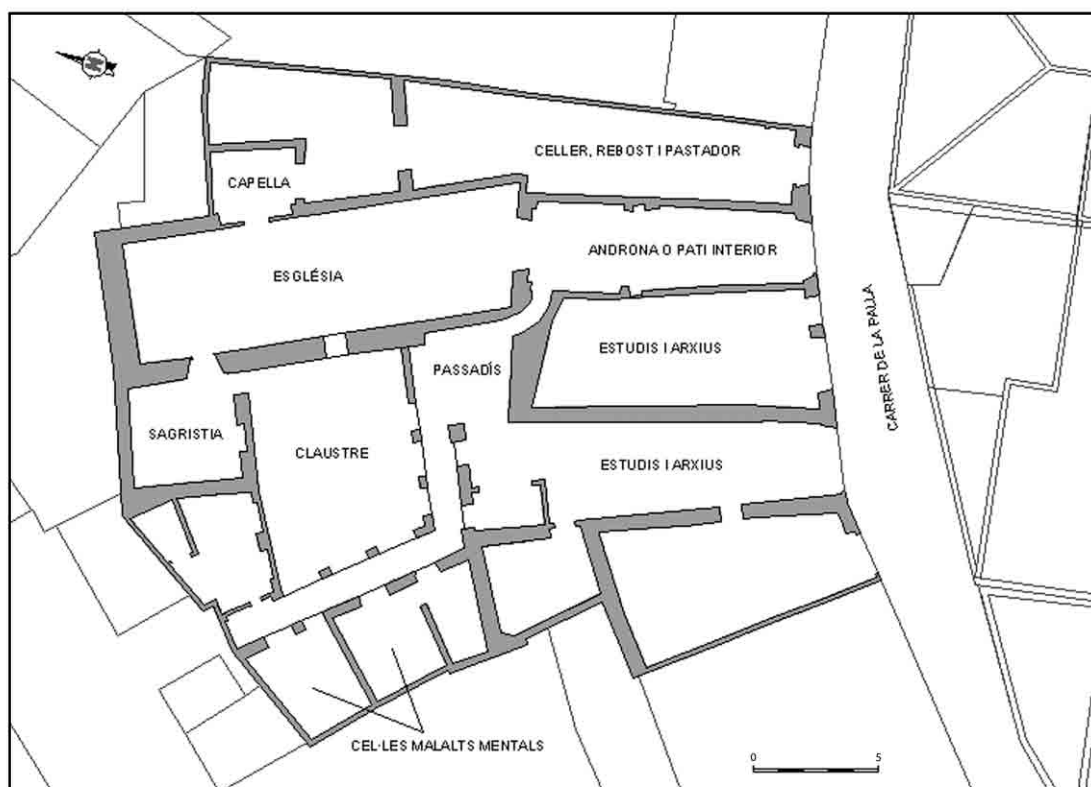 N
CELLER, REBOST I PASTADOR
CAPELLA
ANDRONA O PATI INTERIOR
ESGLÉSIA
CARRER DE LA PALLA
ESTUDIS I ARXIUS
PASSADÍS
SAGRISTIA
CLAUSTRE
ESTUDIS I ARXIUS
CEL·LES MALALTS MENTALS
0 5